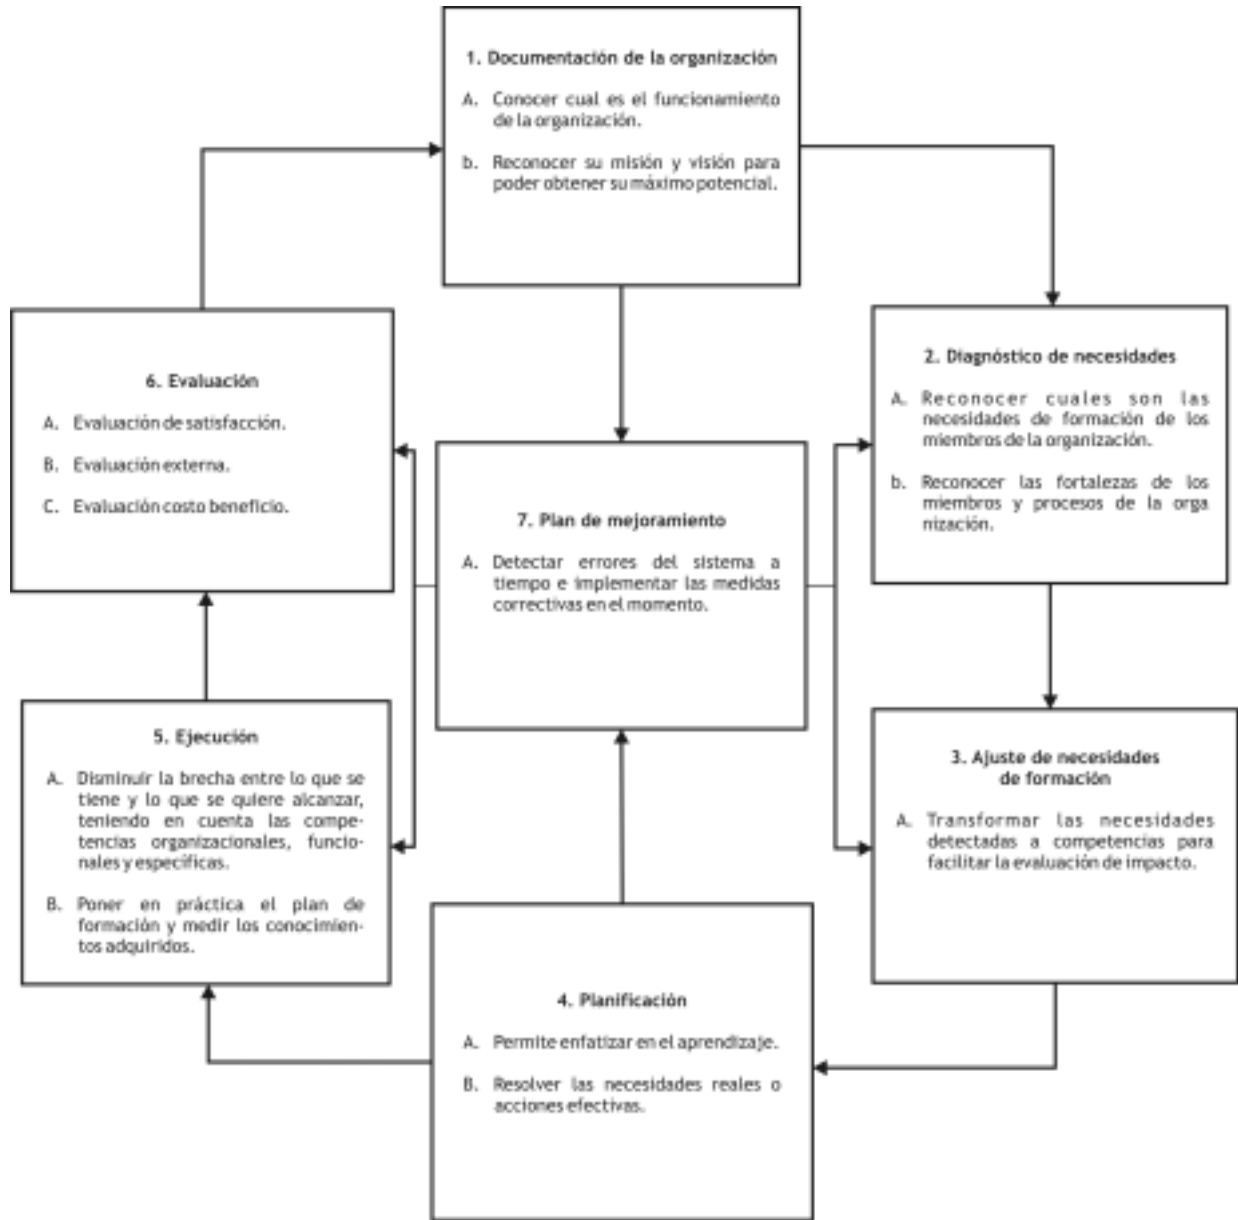 1. Documentación de la organización
A. Conocer cual es el funcionamiento
de la organización.
b. Reconocer su misión y visión para
poder obtener su máximo potencial.
2. Diagnóstico de necesidades
A. Reconocer cuales son las
necesidades de formación de los
miembros de la organización.
b. Reconocer las fortalezas de los
miembros y procesos de la orga
nización.
3. Ajuste de necesidades
de formación
A. Transformar las necesidades
detectadas a competencias para
facilitar la evaluación de impacto.
4. Planificación
A. Permite enfatizar en el aprendizaje.
B. Resolver las necesidades reales o
acciones efectivas.
5. Ejecución
A. Disminuir la brecha entre lo que se
tiene y lo que se quiere alcanzar,
teniendo en cuenta las compe-
tencias organizacionales, funcio-
nales y específicas.
B. Poner en práctica el plan de
formación y medir los conocimien-
tos adquiridos.
6. Evaluación
A. Evaluación de satisfacción.
B. Evaluación externa.
C. Evaluación costo beneficio.
7. Plan de mejoramiento
A. Detectar errores del sistema a
tiempo e implementar las medidas
correctivas en el momento.